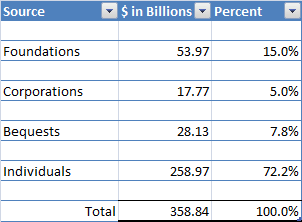 Source $ in Billions Percent
Foundations 53.97 15.0%
Corporations 17.77 5.0%
Bequests 28.13 7.8%
Individuals 258.97 72.2%
Total 358.84 100.0%